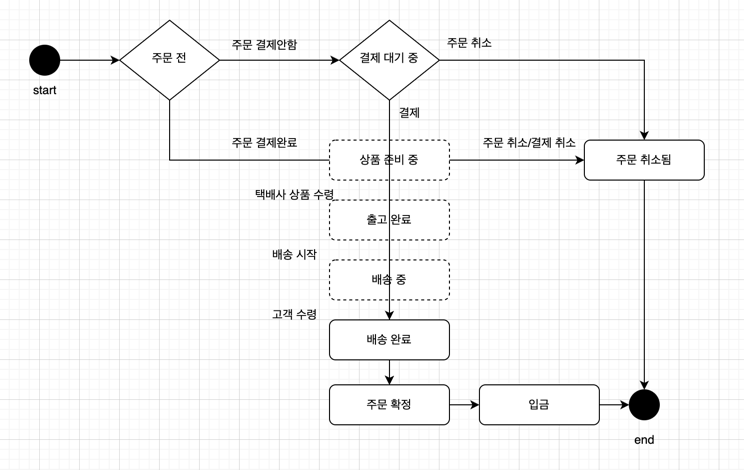 주문 취소
주문 결제안함
주문 전
결제 대기 중
start
결제
주문 결제완료
주문 취소/결제 취소
상품 준비 중
주문 취소됨
택배사 상품 수령
출고 완료
배송 시작
배송 중
고객 수령
배송 완료
주문 확정
입금
end